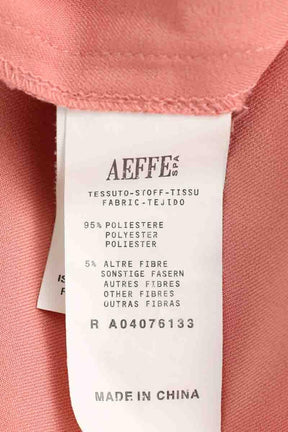 AEFFE SPA
TESSUTO-STOFF-TISSU
FABRIC-TEJIDO
95% POLIESTERE
POLYESTER
POLIESTER
5% ALTRE FIBRE
SONSTIGE FASERN
AUTRES FIBRES
OTHER FIBRES
OUTRAS FIBRAS
R A04076133
MADE IN CHINA